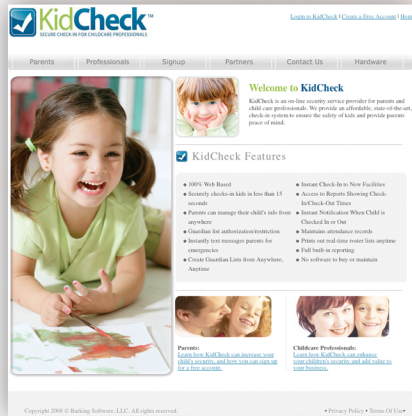 KidCheck™
SECURE CHECK-IN FOR CHILDCARE PROFESSIONALS
Login to KidCheck | Create a Free Account | Hom
Parents Professionals Signup Partners Contact Us Hardware
Welcome to KidCheck
KidCheck is an on-line security service provider for parents and
child care professionals. We provide an affordable, state-of-the-art,
check-in system to ensure the safety of kids and provide parents
peace of mind.
KidCheck Features
• 100% Web Based
• Securely checks-in kids in less than 15
seconds
• Parents can manage their child's info from
anywhere
• Guardian list authorization/restriction
• Instantly text messages parents for
emergencies
• Create Guardian Lists from Anywhere,
Anytime
• Instant Check-In to New Facilities
• Access to Reports Showing Check-
In/Check-Out Times
• Instant Notification When Child is
Checked In or Out
• Maintains attendance records
• Prints out real-time roster lists anytime
• Full built-in reporting
• No software to buy or maintain
Parents:
Learn how KidCheck can increase your
child's security, and how you can sign up
for a free account.
Childcare Professionals:
Learn how KidCheck can enhance
your children's security and add value to
your business.
Copyright 2008 © Barking Software, LLC. All rights reserved.
• Privacy Policy • Terms Of Use•